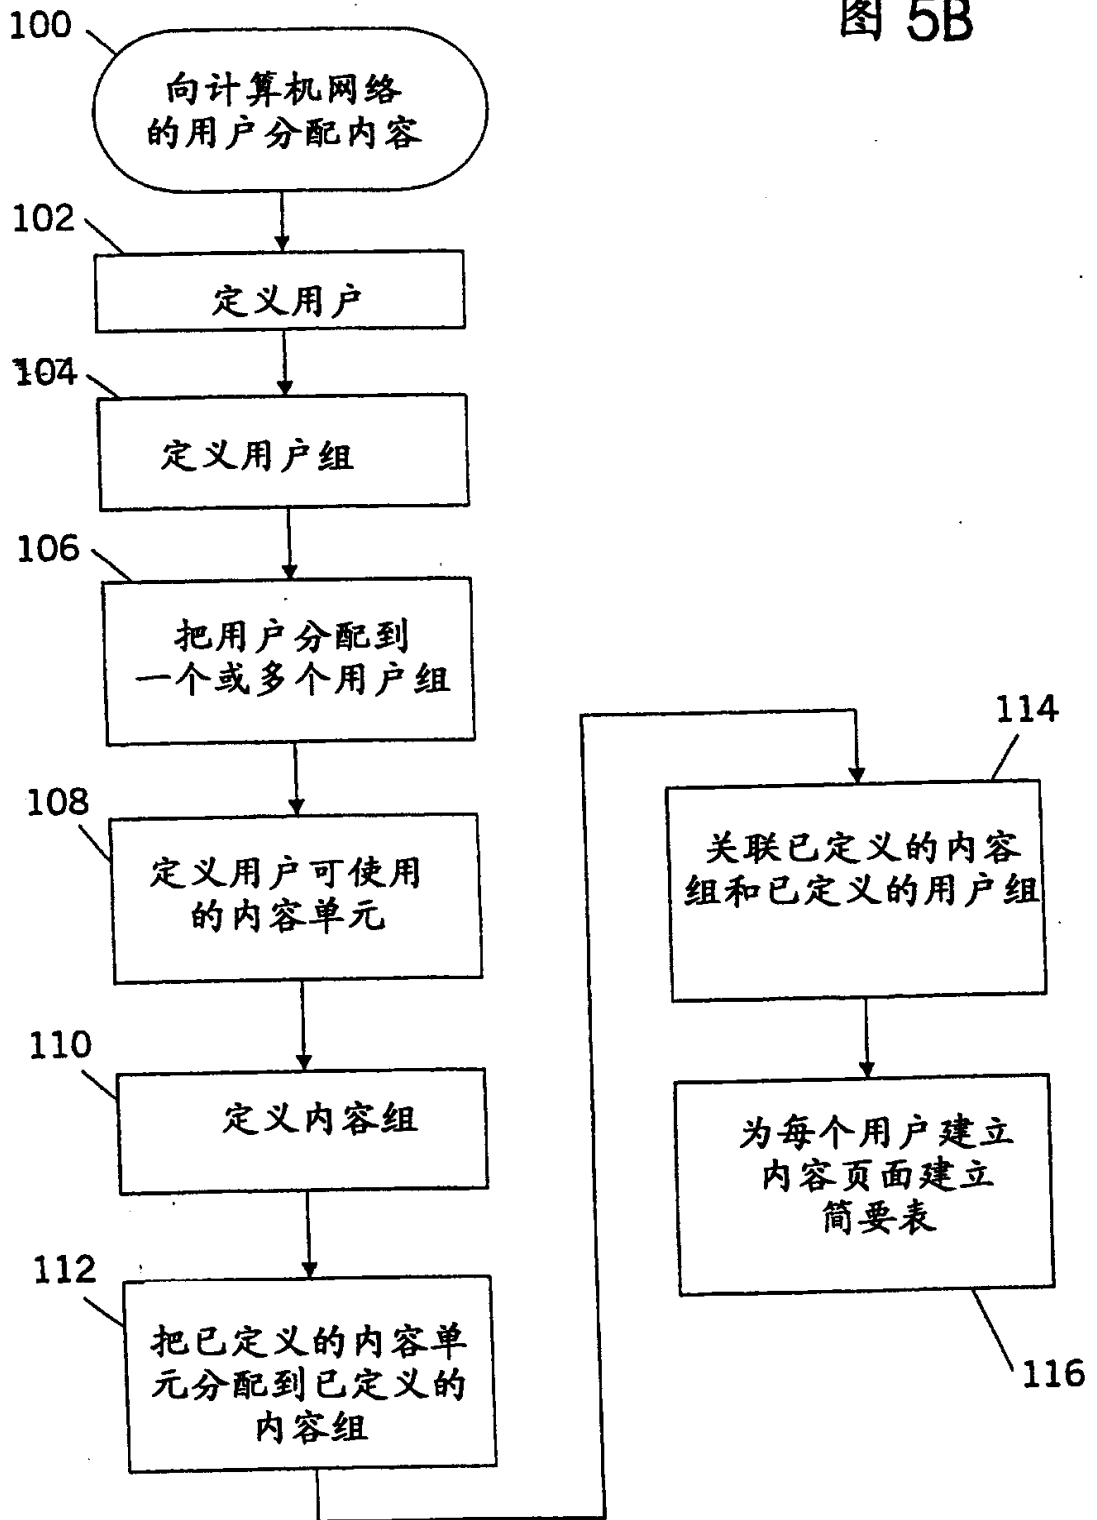 图 5B
100
向计算机网络
的用户分配内容
102
定义用户
104
定义用户组
106
把用户分配到
一个或多个用户组
108
定义用户可使用
的内容单元
110
定义内容组
112
把已定义的内容单
元分配到已定义的
内容组
114
关联已定义的内容
组和已定义的用户组
为每个用户建立
内容页面建立
简要表
116